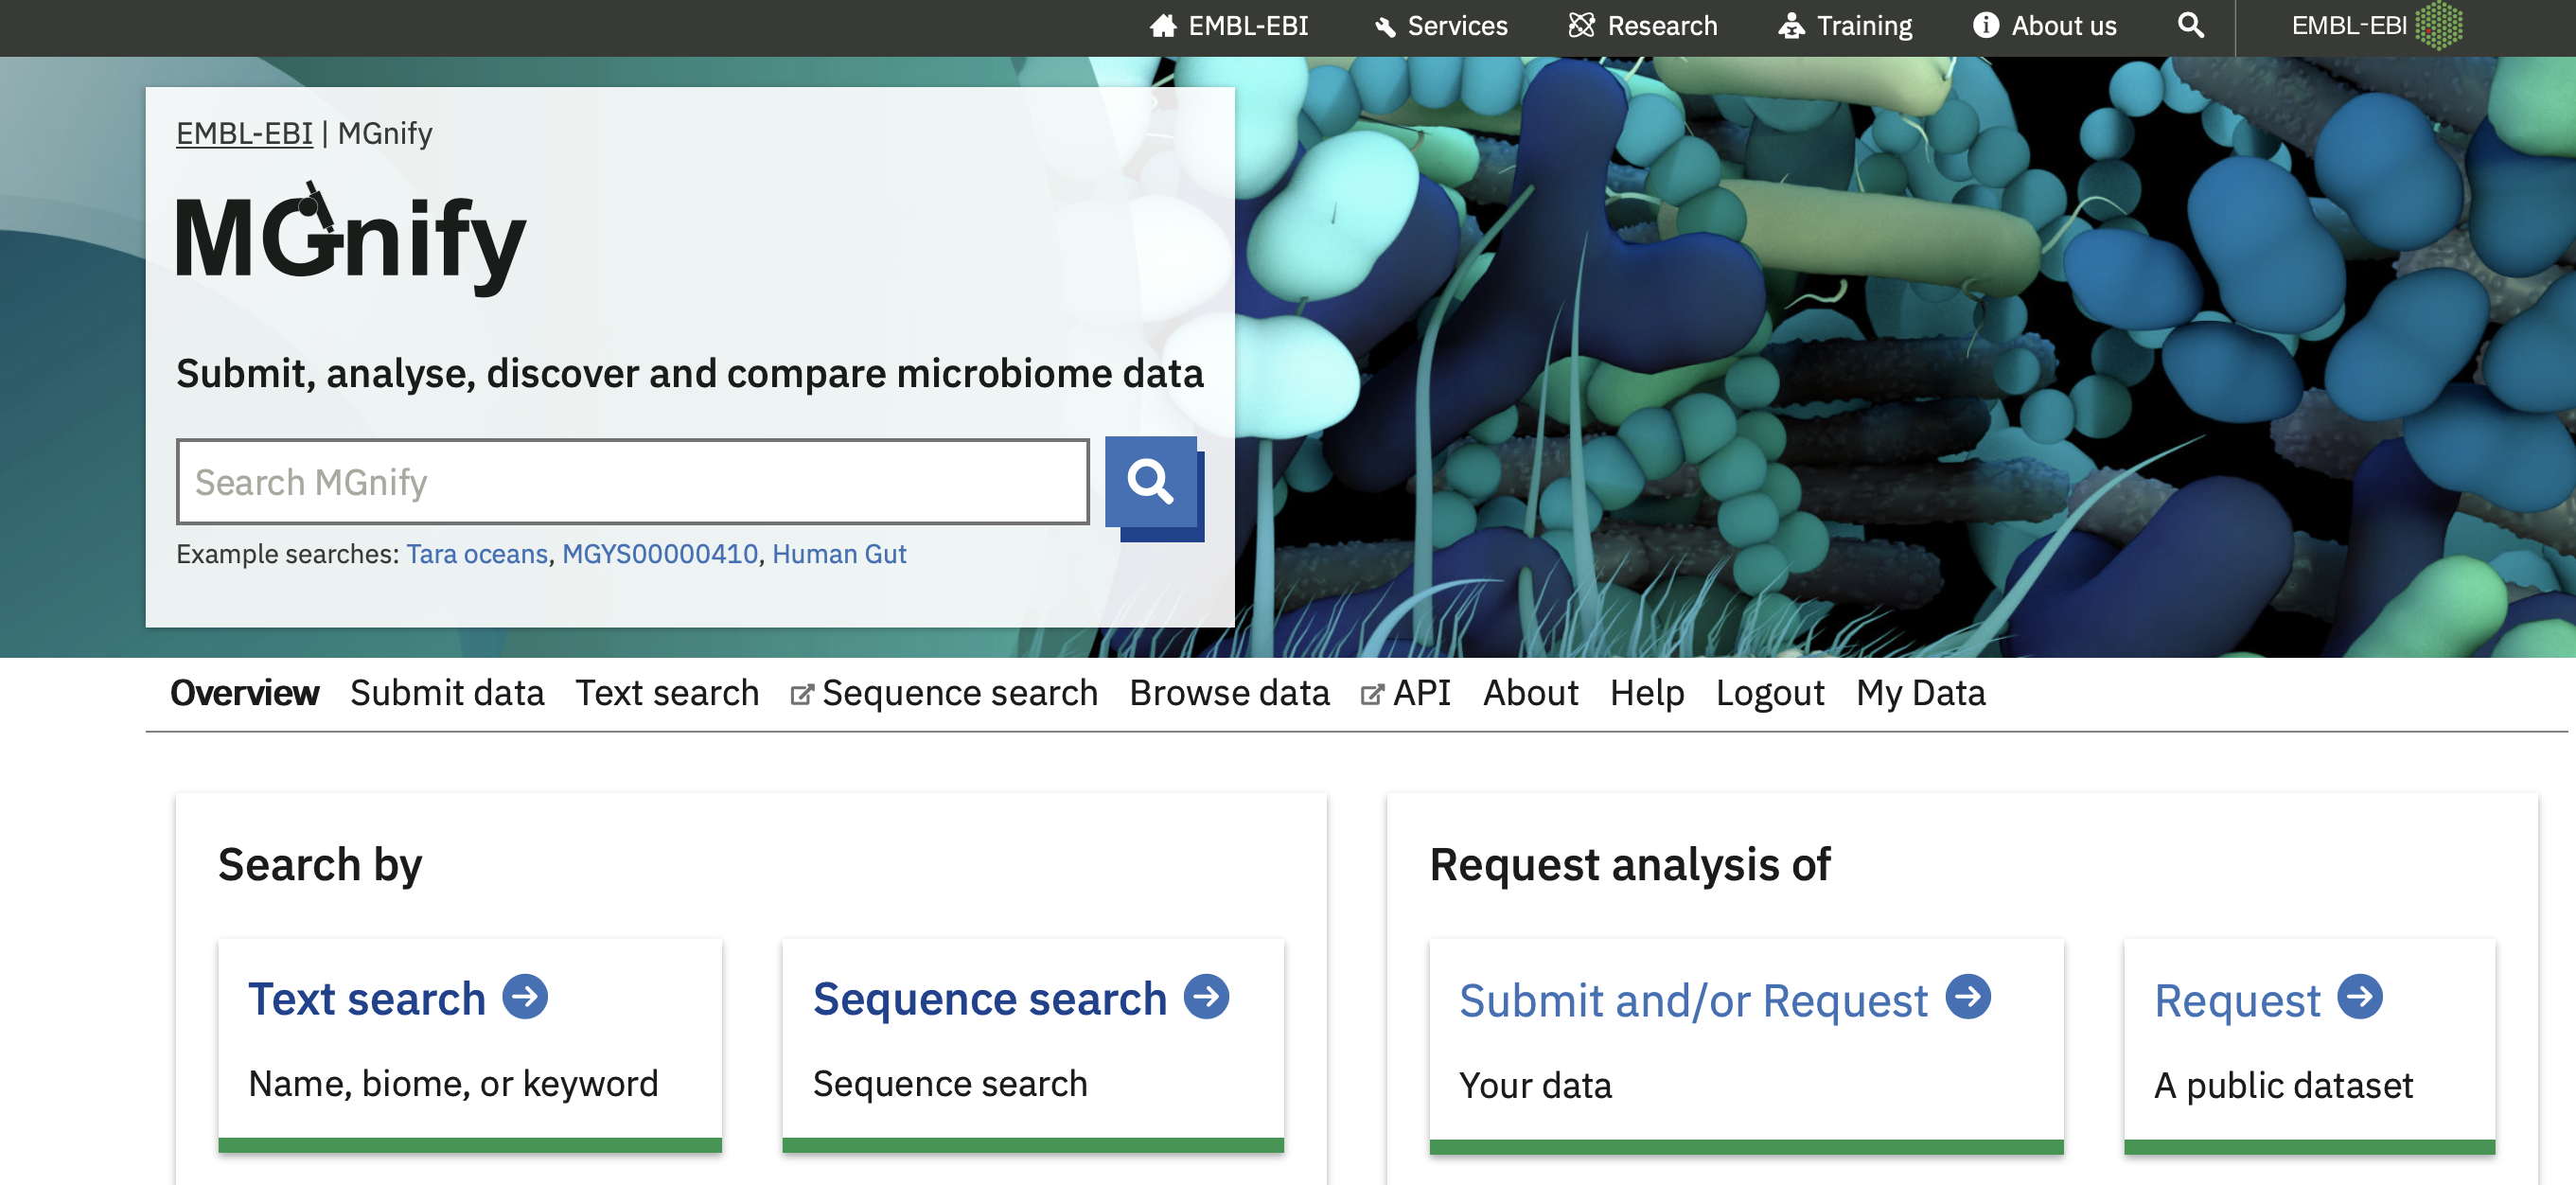 EMBL-EBI Services Research Training About us EMBL-EBI
EMBL-EBI | MGnify
MGnify
Submit, analyse, discover and compare microbiome data
Search MGnify
Example searches: Tara oceans, MGYS00000410, Human Gut
Overview Submit data Text search Sequence search Browse data API About Help Logout My Data
Search by
Text search
Name, biome, or keyword
Sequence search
Sequence search
Request analysis of
Submit and/or Request
Your data
Request
A public dataset